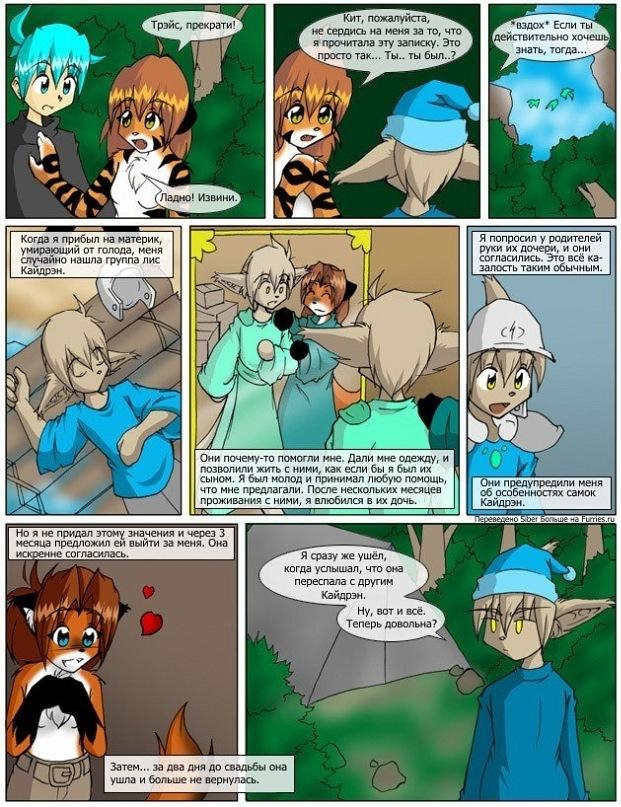 Трэйс, прекрати!
Ладно! Извини.
Кит, пожалуйста,
не сердись на меня за то, что
я прочитала эту записку. Это
просто так... Ты.. ты был..?
*вздох* Если ты
действительно хочешь
знать, тогда...
Когда я прибыл на материк,
умирающий от голода, меня
случайно нашла группа лис
Кайдрэн.
Они почему-то помогли мне. Дали мне одежду, и
позволили жить с ними, как если бы я был их
сыном. Я был молод и принимал любую помощь,
что мне предлагали. После нескольких месяцев
проживания с ними, я влюбился в их дочь.
Я попросил у родителей
руки их дочери, и они
согласились. Это всё ка-
залость таким обычным.
Они предупредили меня
об особенностях самок
Кайдрэн.
Переведено Siber Больше на Furries.ru
Но я не придал этому значения и через 3
месяца предложил ей выйти за меня. Она
искренне согласилась.
Затем... за два дня до свадьбы она
ушла и больше не вернулась.
Я сразу же ушёл,
когда услышал, что она
переспала с другим
Кайдрэн.
Ну, вот и всё.
Теперь довольна?